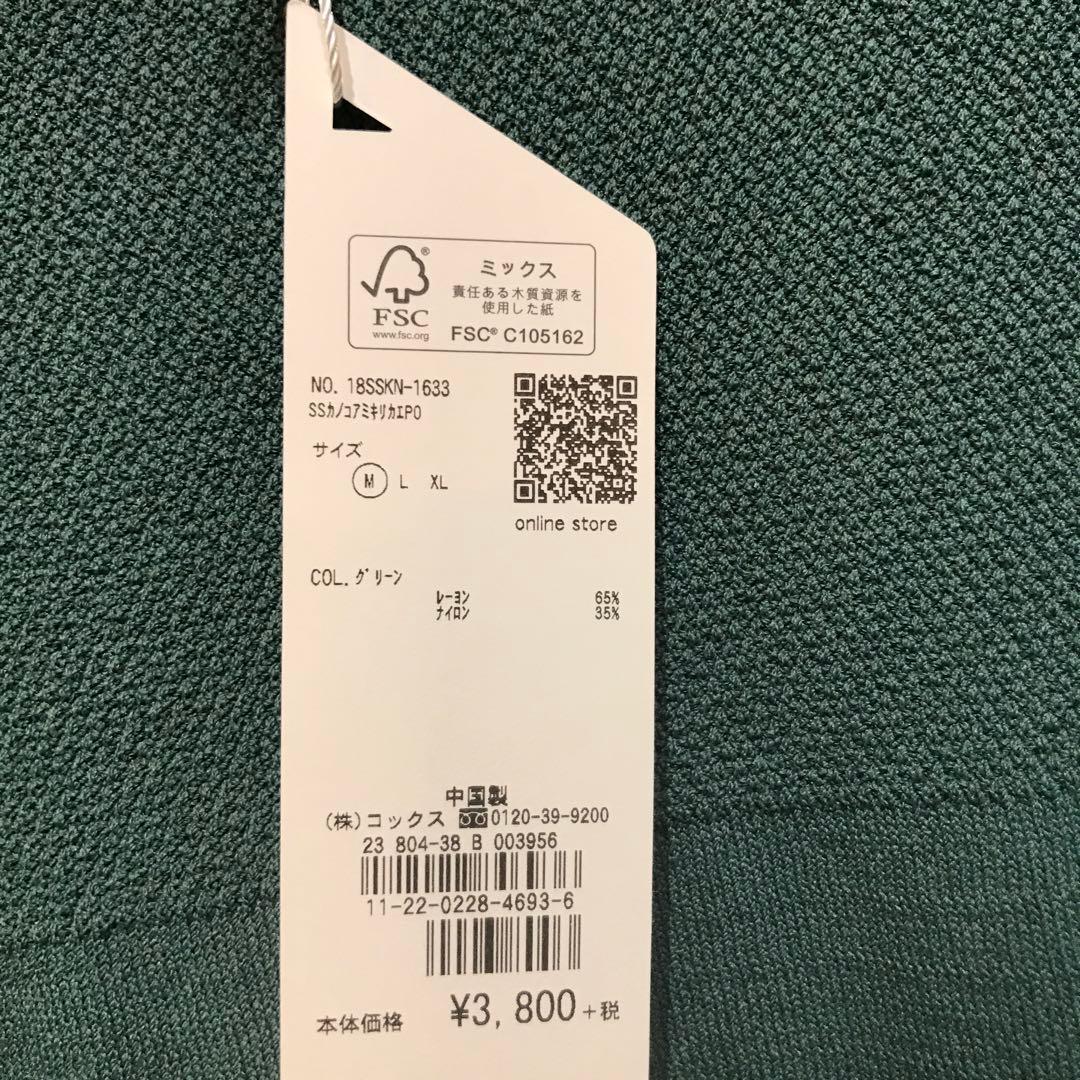 ミックス
責任ある木質資源を
使用した紙
FSC® C105162
®
FSC
www.fsc.org
NO. 18SSKN-1633
SSカノコアミキリカエPO
サイズ
M L XL
online store
COL. グリーン
レーヨン 65%
ナイロン 35%
中国製
(株)コックス 0120-39-9200
23 804-38 B 003956
11-22-0228-4693-6
本体価格 ¥3,800+税